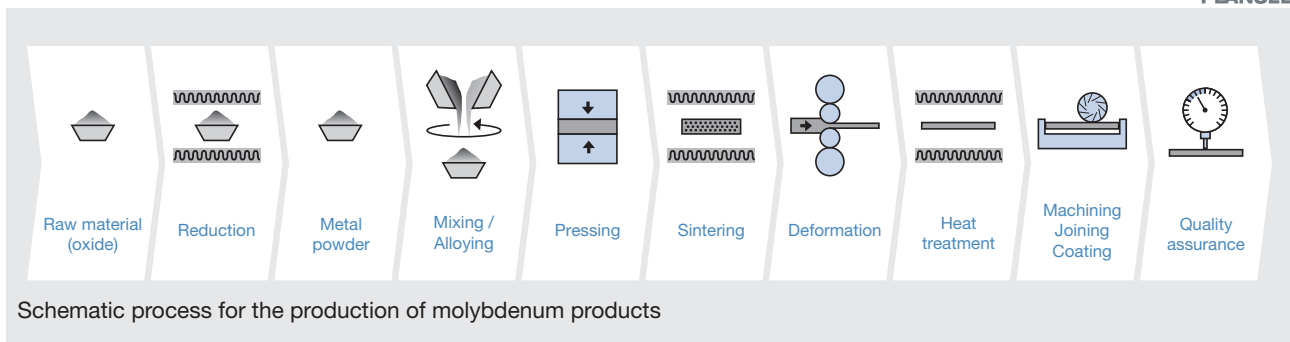 Raw material
(oxide)
Reduction
Metal
powder
Mixing /
Alloying
Pressing
Sintering
Deformation
Heat
treatment
Machining
Joining
Coating
Quality
assurance
Schematic process for the production of molybdenum products